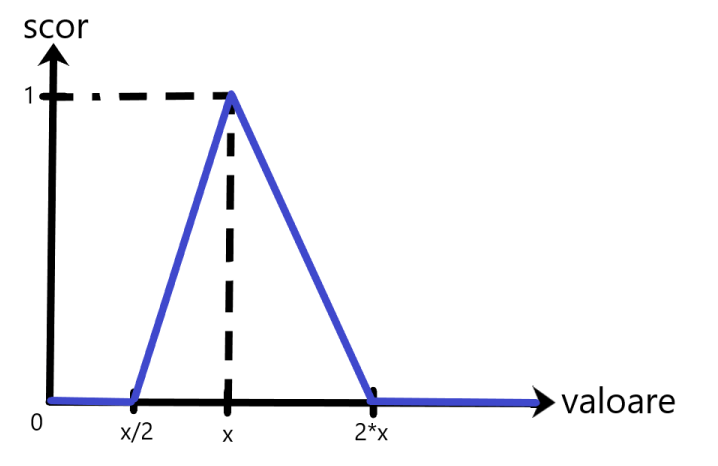 scor
1
valoare
0
x/2
x
2*x